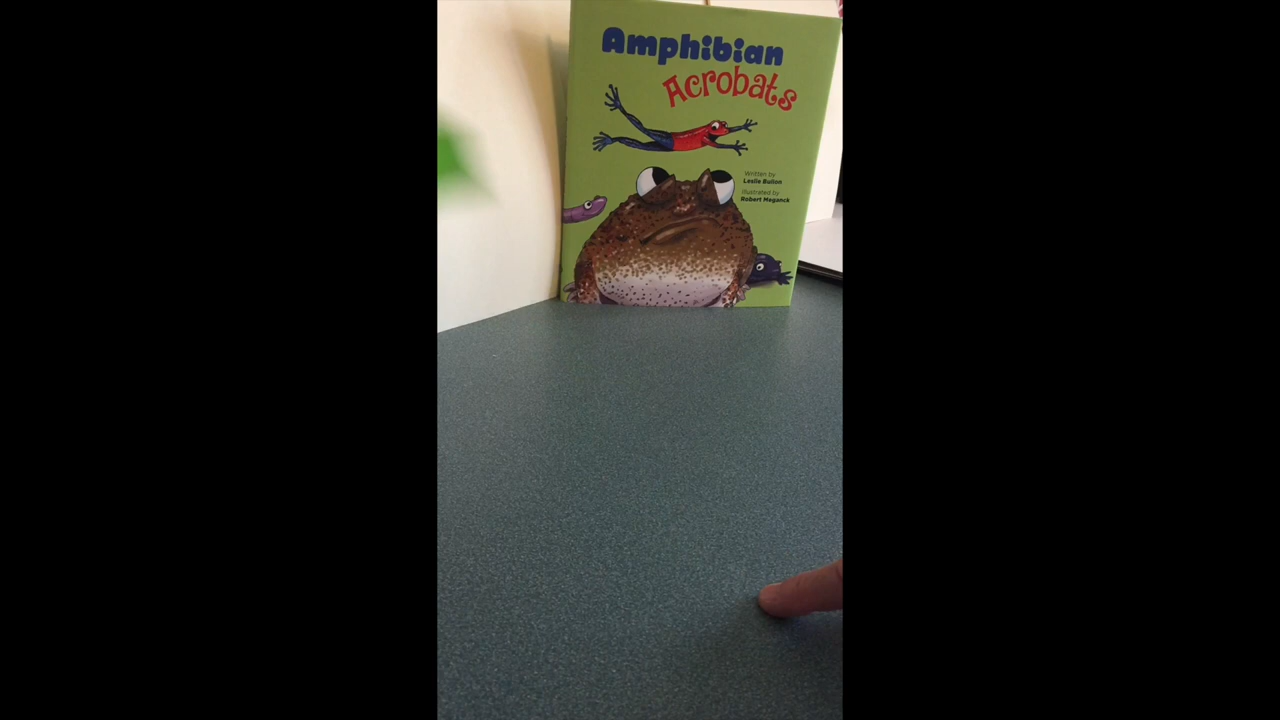 Amphibian
Acrobats
Written by
Leslie Bulion
Illustrated by
Robert Meganck